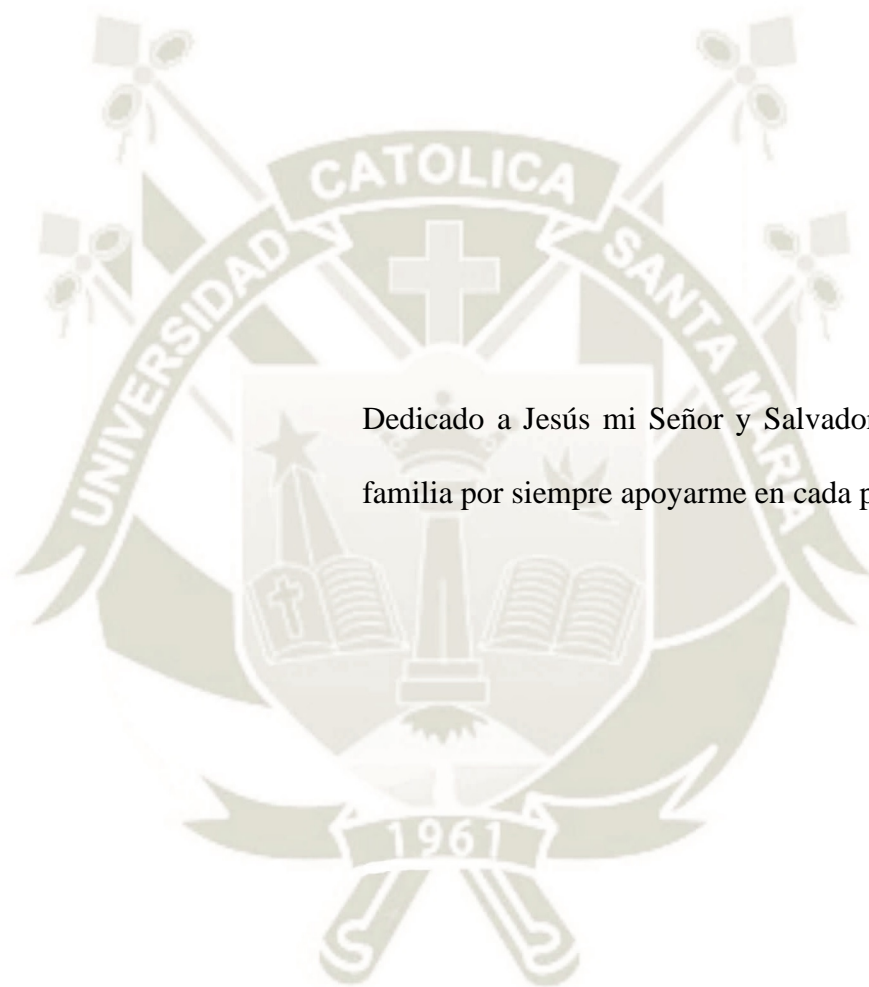 CATOLICA
UNIVERSIDAD
SANTA MARIA
Dedicado a Jesús mi Señor y Salvador
familia por siempre apoyarme en cada
1961